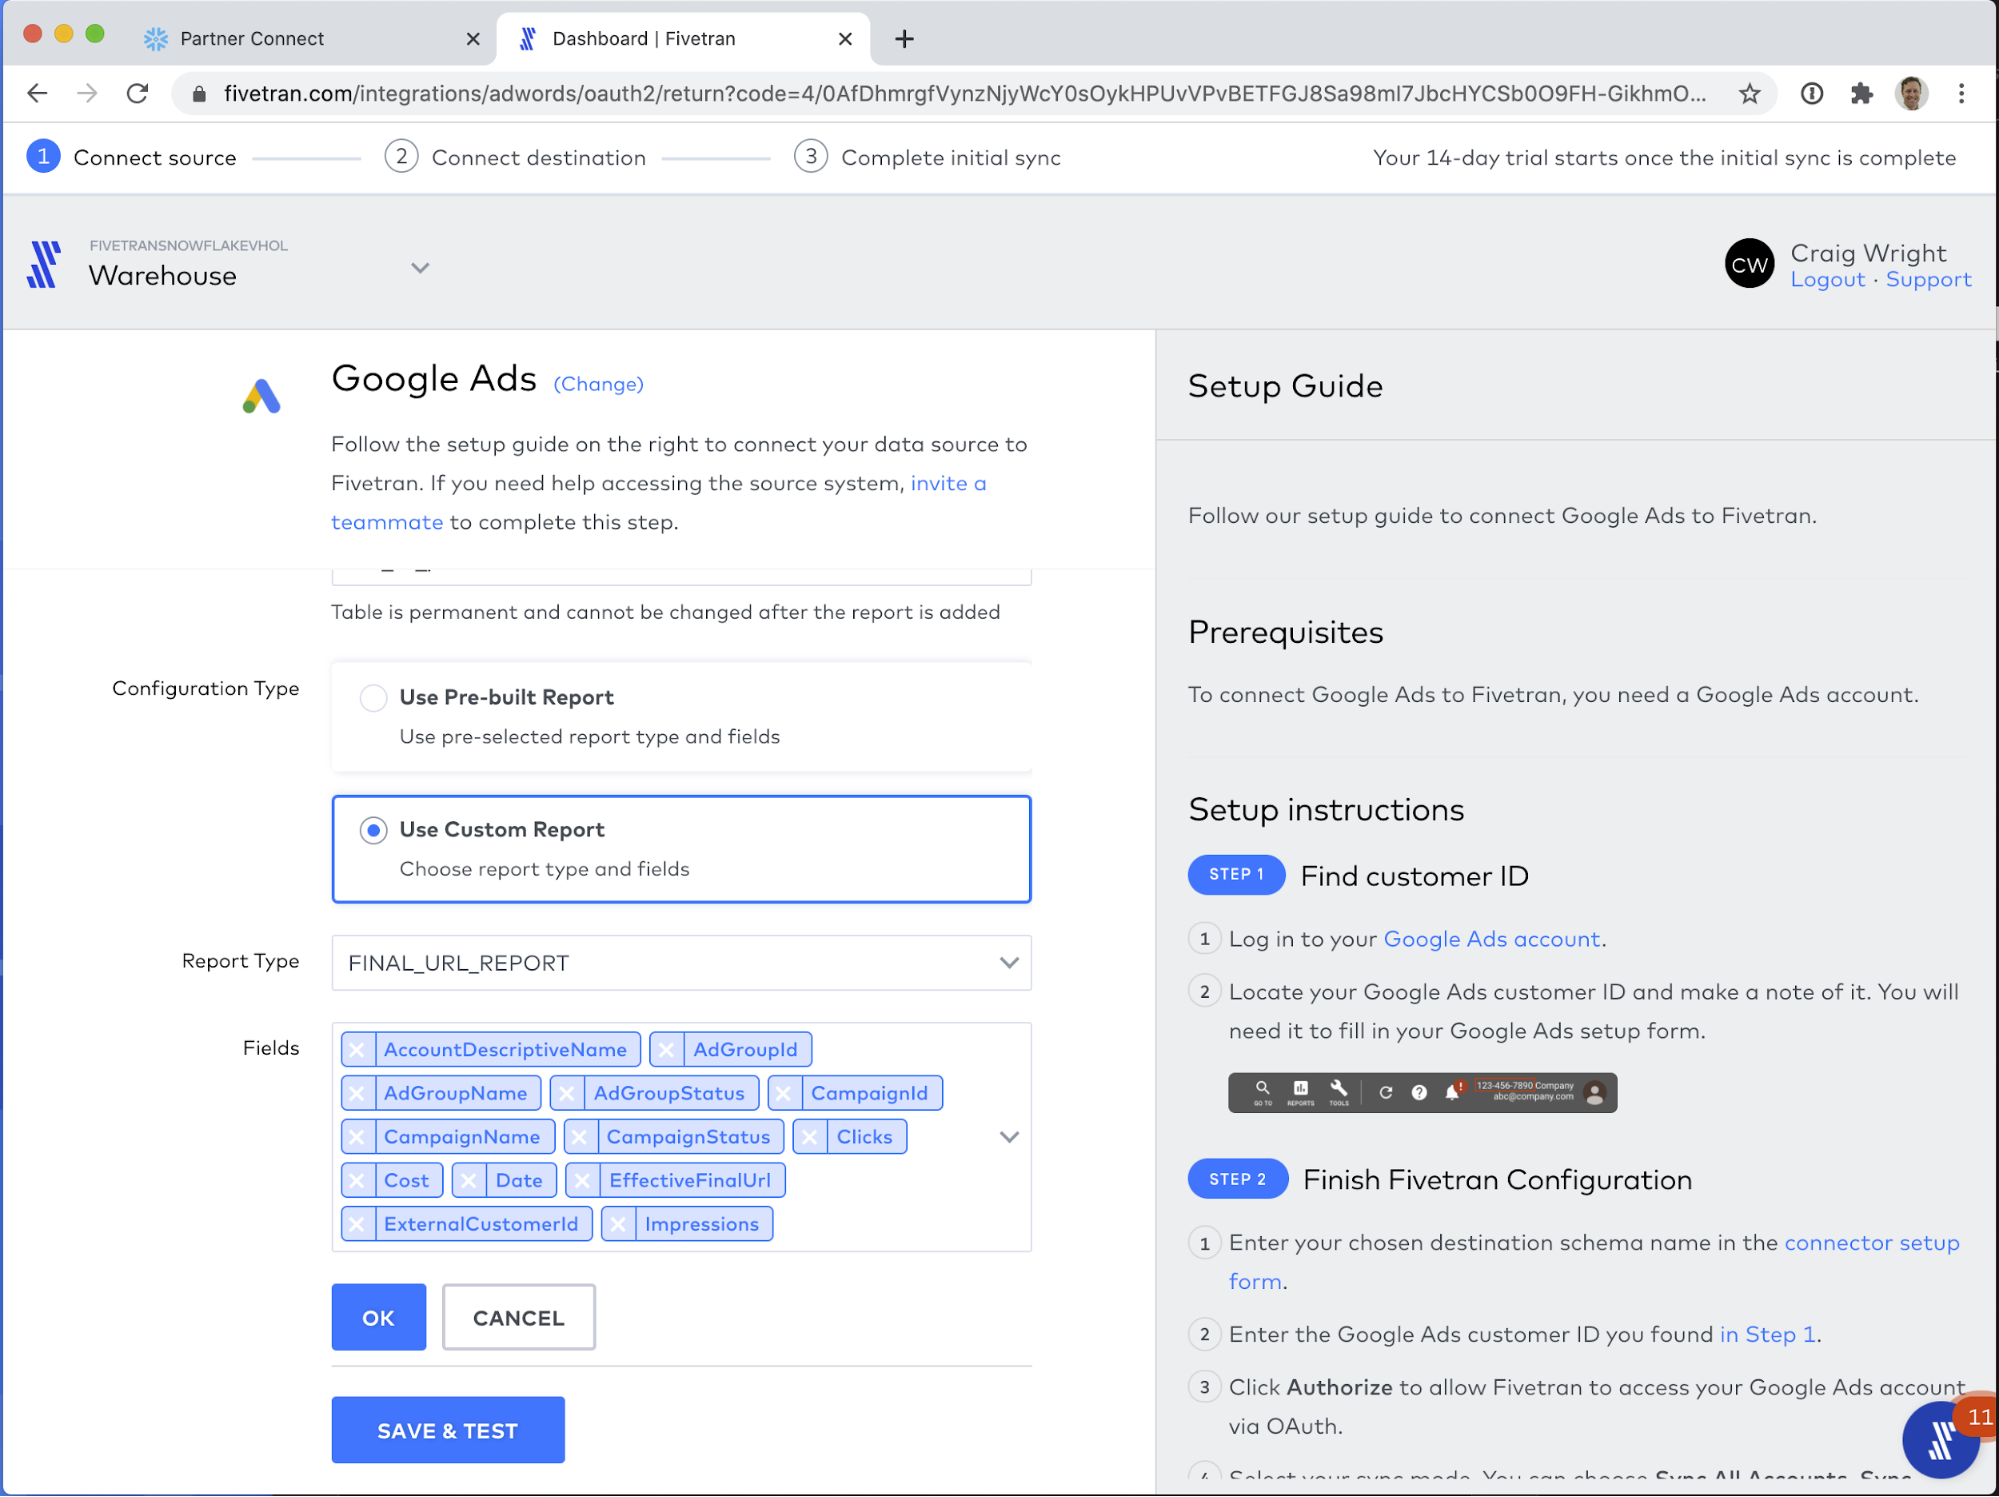 Partner Connect
Dashboard | Fivetran
fivetran.com/integrations/adwords/oauth2/return?code=4/0AfDhmrgfVynzNjyWcY0sOykHPUvVPvBETFGJ8Sa98ml7JbcHYCSb0O9FH-GikhmO...
1 Connect source
2 Connect destination
3 Complete initial sync
Your 14-day trial starts once the initial sync is complete
FIVETRANSNOWFLAKEVHOL
Warehouse
CW
Craig Wright
Logout · Support
Google Ads (Change)
Follow the setup guide on the right to connect your data source to
Fivetran. If you need help accessing the source system, invite a
teammate to complete this step.
Table is permanent and cannot be changed after the report is added
Configuration Type
Use Pre-built Report
Use pre-selected report type and fields
Use Custom Report
Choose report type and fields
Report Type
FINAL_URL_REPORT
Fields
AccountDescriptiveName
AdGroupId
AdGroupName
AdGroupStatus
CampaignId
CampaignName
CampaignStatus
Clicks
Cost
Date
EffectiveFinalUrl
ExternalCustomerId
Impressions
OK
CANCEL
SAVE & TEST
Setup Guide
Follow our setup guide to connect Google Ads to Fivetran.
Prerequisites
To connect Google Ads to Fivetran, you need a Google Ads account.
Setup instructions
STEP 1 Find customer ID
1 Log in to your Google Ads account.
2 Locate your Google Ads customer ID and make a note of it. You will
need it to fill in your Google Ads setup form.
GO TO
REPORTS
TOOLS
123-456-7890 Company
abc@company.com
STEP 2 Finish Fivetran Configuration
1 Enter your chosen destination schema name in the connector setup
form.
2 Enter the Google Ads customer ID you found in Step 1.
3 Click Authorize to allow Fivetran to access your Google Ads account
via OAuth.
4 Select your sync mode. You can choose Sync All Accounts, Sync
11